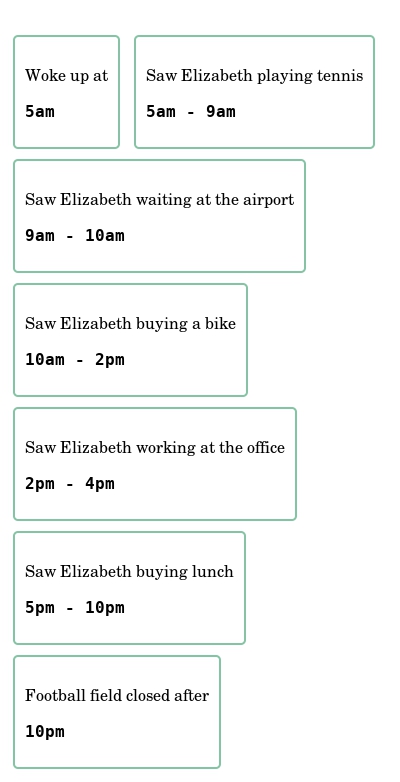 Woke up at
5am
Saw Elizabeth playing tennis
5am - 9am
Saw Elizabeth waiting at the airport
9am - 10am
Saw Elizabeth buying a bike
10am - 2pm
Saw Elizabeth working at the office
2pm - 4pm
Saw Elizabeth buying lunch
5pm - 10pm
Football field closed after
10pm